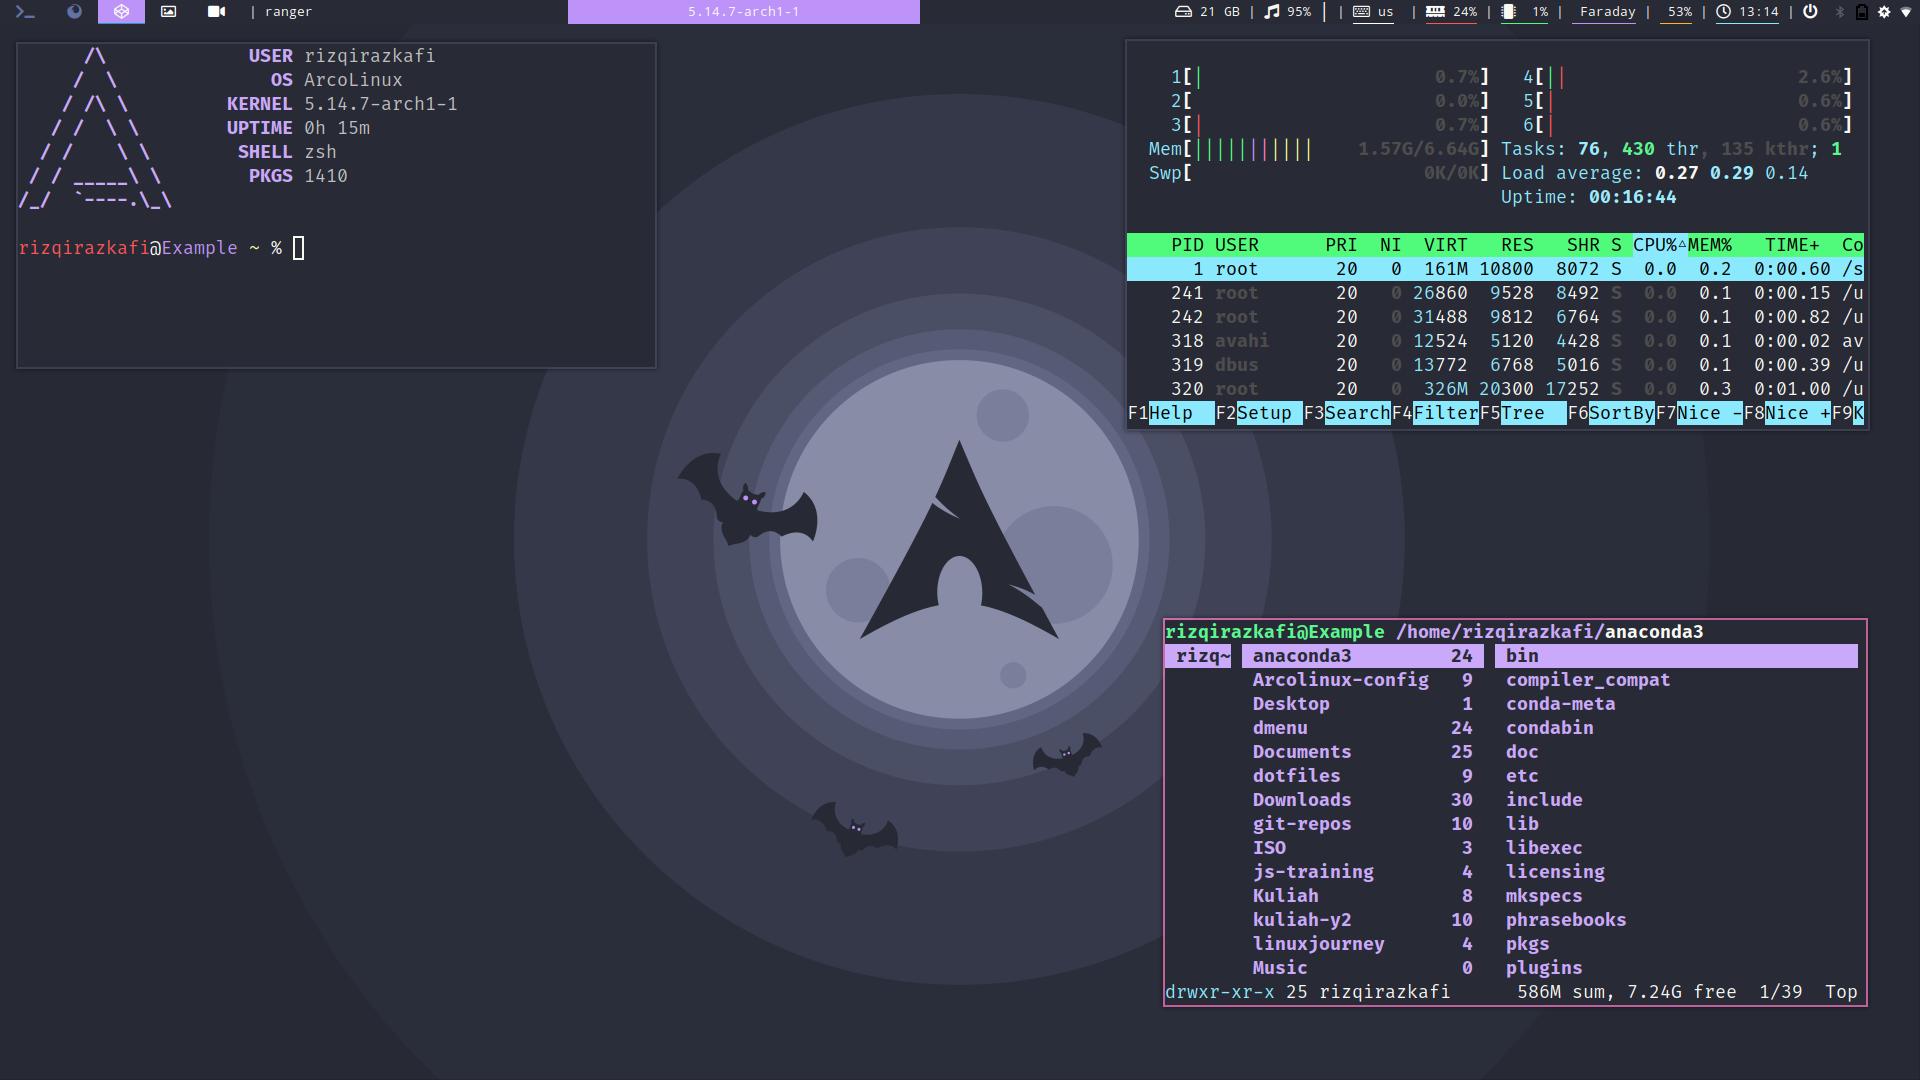 | ranger
5.14.7-arch1-1
21 GB | 95% | | us | 24% | 1% | Faraday | 53% | 13:14 |
USER rizqirazkafi
OS ArcoLinux
KERNEL 5.14.7-arch1-1
UPTIME 0h 15m
SHELL zsh
PKGS 1410
rizqirazkafi@Example ~ %
1[| 0.7%] 4[|| 2.6%]
2[ 0.0%] 5[| 0.6%]
3[| 0.7%] 6[| 0.6%]
Mem[||||||||||| 1.57G/6.64G] Tasks: 76, 430 thr, 135 kthr; 1
Swp[ 0K/0K] Load average: 0.27 0.29 0.14
Uptime: 00:16:44
PID USER PRI NI VIRT RES SHR S CPU%△MEM% TIME+ Co
1 root 20 0 161M 10800 8072 S 0.0 0.2 0:00.60 /s
241 root 20 0 26860 9528 8492 S 0.0 0.1 0:00.15 /u
242 root 20 0 31488 9812 6764 S 0.0 0.1 0:00.82 /u
318 avahi 20 0 12524 5120 4428 S 0.0 0.1 0:00.02 av
319 dbus 20 0 13772 6768 5016 S 0.0 0.1 0:00.39 /u
320 root 20 0 326M 20300 17252 S 0.0 0.3 0:01.00 /u
F1Help F2Setup F3SearchF4FilterF5Tree F6SortByF7Nice -F8Nice +F9K
rizqirazkafi@Example /home/rizqirazkafi/anaconda3
rizq~ anaconda3 24 bin
Arcolinux-config 9 compiler_compat
Desktop 1 conda-meta
dmenu 24 condabin
Documents 25 doc
dotfiles 9 etc
Downloads 30 include
git-repos 10 lib
ISO 3 libexec
js-training 4 licensing
Kuliah 8 mkspecs
kuliah-y2 10 phrasebooks
linuxjourney 4 pkgs
Music 0 plugins
drwxr-xr-x 25 rizqirazkafi 586M sum, 7.24G free 1/39 Top